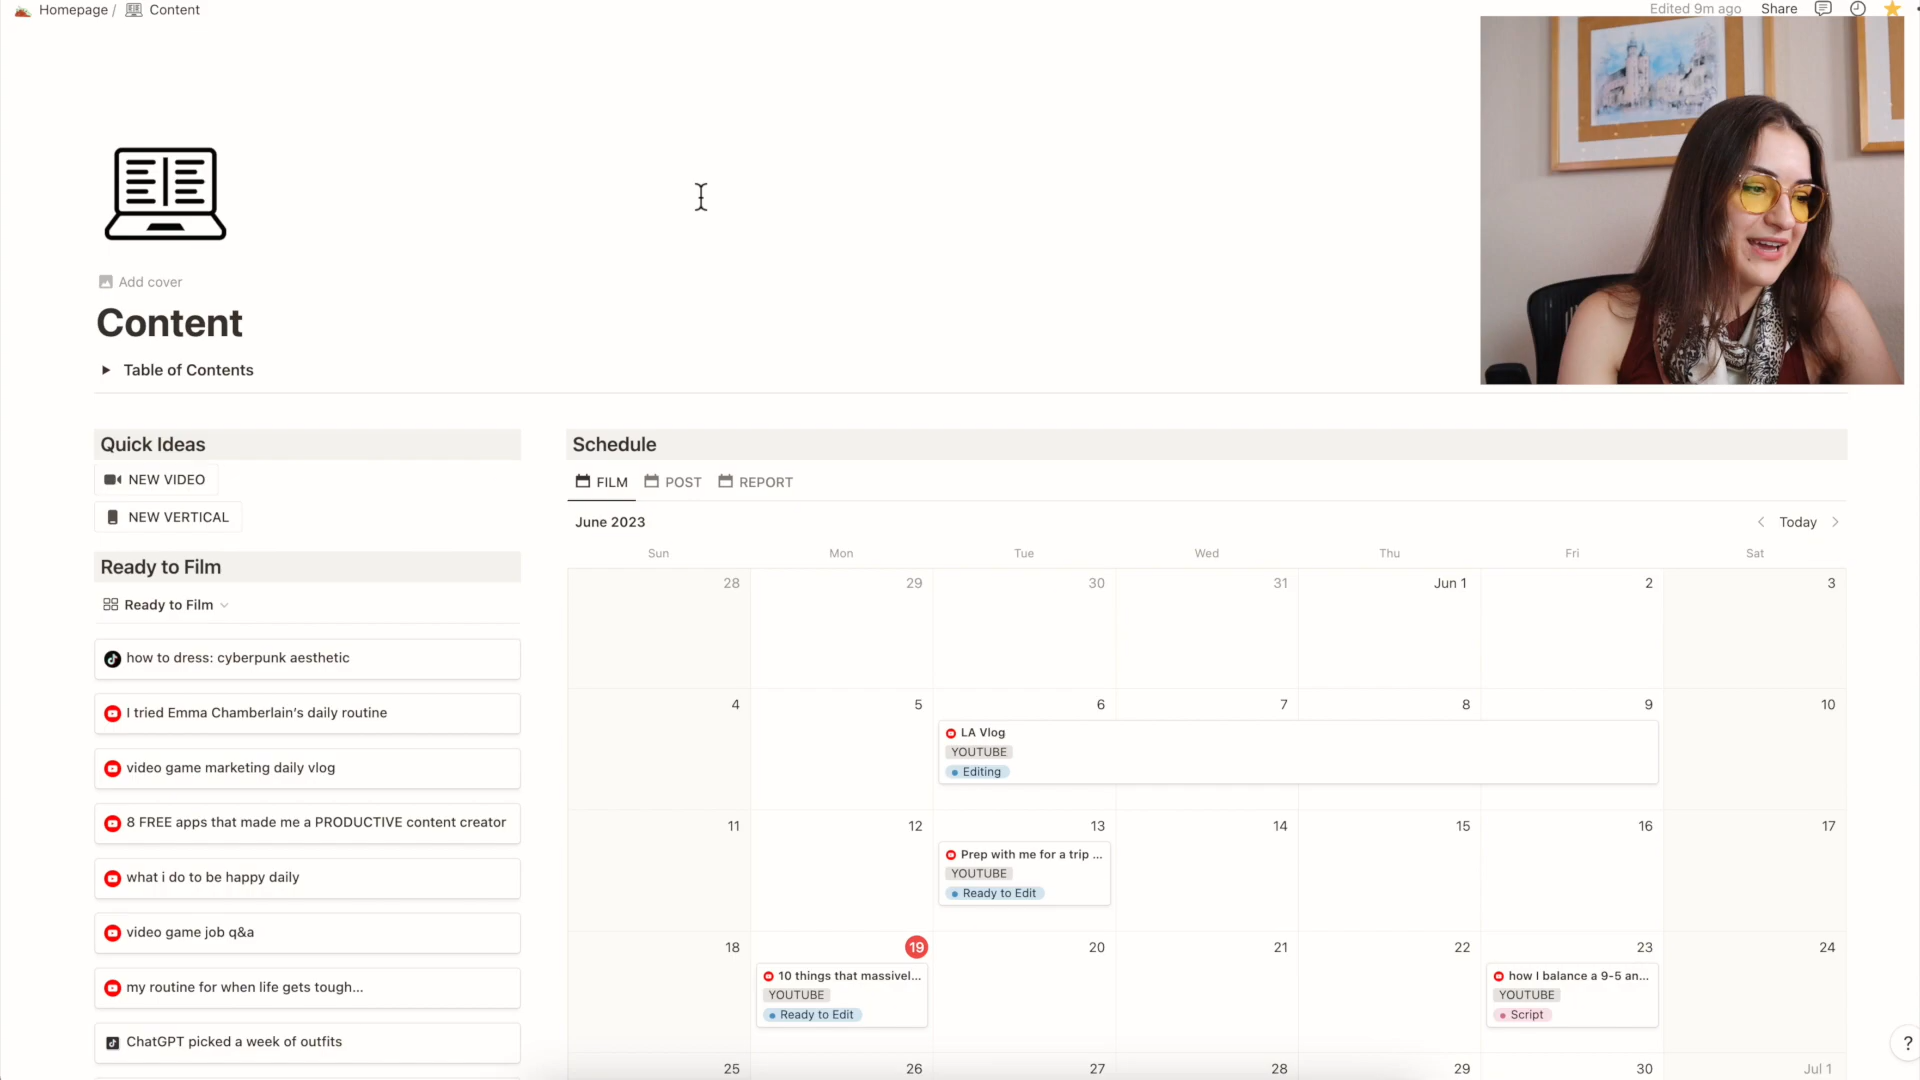 Homepage / Content
Edited 9m ago Share
Add cover
Content
Table of Contents
Quick Ideas
NEW VIDEO
NEW VERTICAL
Ready to Film
Ready to Film
how to dress: cyberpunk aesthetic
I tried Emma Chamberlain's daily routine
video game marketing daily vlog
8 FREE apps that made me a PRODUCTIVE content creator
what i do to be happy daily
video game job q&a
my routine for when life gets tough...
ChatGPT picked a week of outfits
Schedule
FILM POST REPORT
June 2023
Today
Sun Mon Tue Wed Thu Fri Sat
28 29 30 31 Jun 1 2 3
4 5 6 7 8 9 10
LA Vlog
YOUTUBE
Editing
11 12 13 14 15 16 17
Prep with me for a trip ...
YOUTUBE
Ready to Edit
18 19 20 21 22 23 24
10 things that massivel...
YOUTUBE
Ready to Edit
how I balance a 9-5 an...
YOUTUBE
Script
25 26 27 28 29 30 Jul 1
?